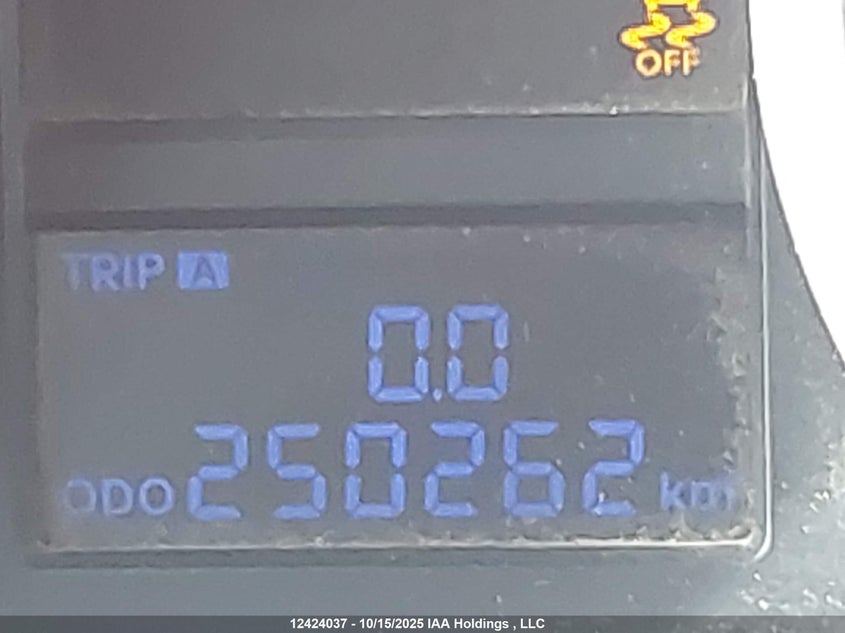 OFF
TRIP A
0.0
ODO 250262 km
12424037 - 10/15/2025 IAA Holdings , LLC